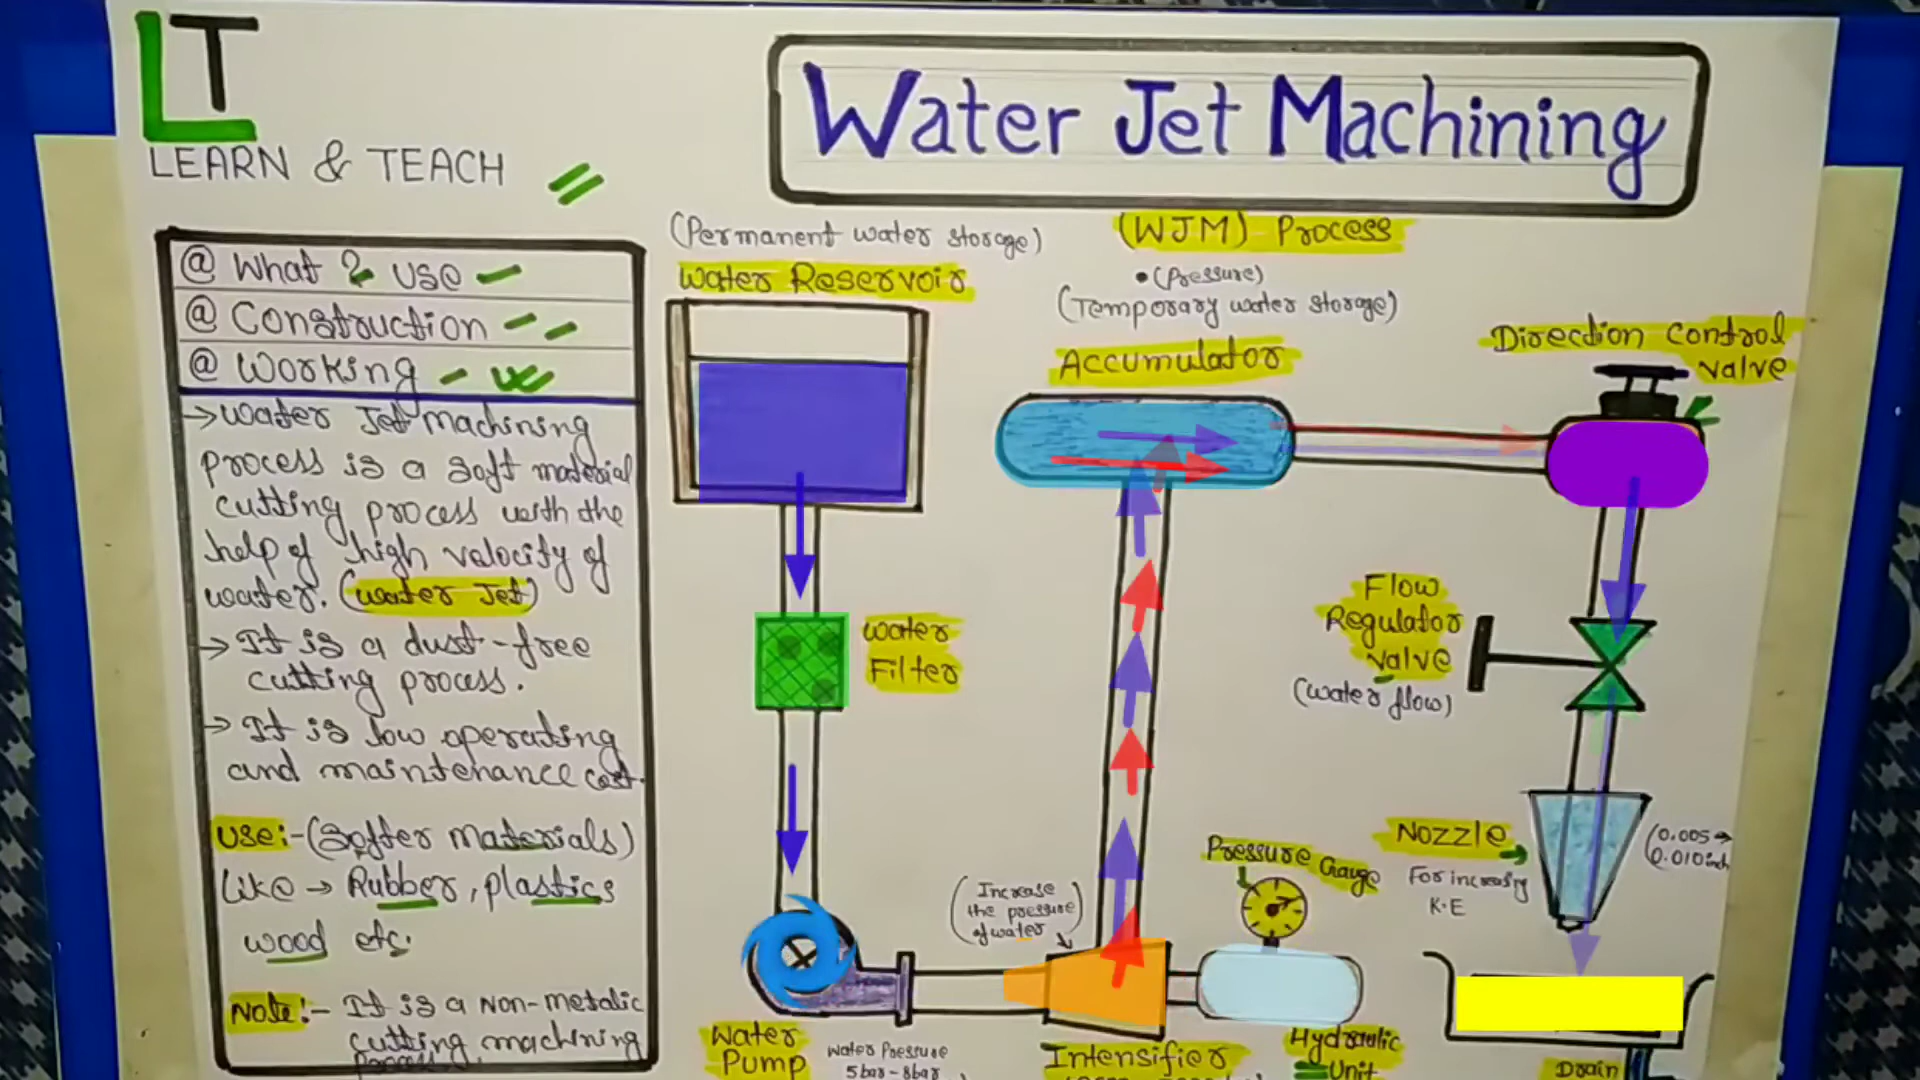 LT
LEARN & TEACH
Water Jet Machining
(WJM) Process
@ What ? Use
@ Construction
@ Working
→ Water Jet machining
process is a soft material
cutting process with the
help of high velocity of
water. (Water Jet)
→ It is a dust-free
cutting process.
→ It is low operating
and maintenance cost.
Use:- (Softer materials)
Like → Rubber, plastics
wood etc.
Note:- It is a Non-metalic
cutting machining
process.
(Permanent water storage)
Water Reservoir
Water
Filter
Water
Pump
Water Pressure
5bar-8bar
• (Pressure)
(Temporary water storage)
Accumulator
(Increase
the pressure
of water)
Intensifier
Pressure Gauge
Hydraulic
Unit
Direction Control
Valve
Flow
Regulator
Valve
(water flow)
Nozzle
For increasing
K.E
(0.005 →
0.010 inch
Drain